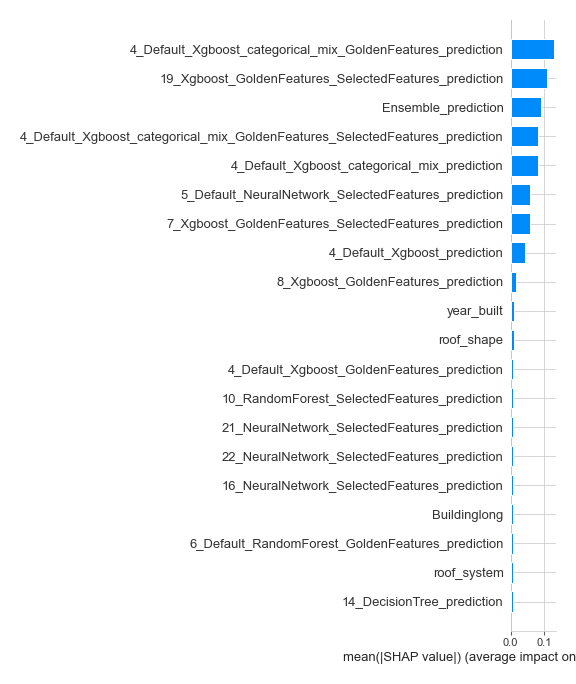 4_Default_Xgboost_categorical_mix_GoldenFeatures_prediction
19_Xgboost_GoldenFeatures_SelectedFeatures_prediction
Ensemble_prediction
4_Default_Xgboost_categorical_mix_GoldenFeatures_SelectedFeatures_prediction
4_Default_Xgboost_categorical_mix_prediction
5_Default_NeuralNetwork_SelectedFeatures_prediction
7_Xgboost_GoldenFeatures_SelectedFeatures_prediction
4_Default_Xgboost_prediction
8_Xgboost_GoldenFeatures_prediction
year_built
roof_shape
4_Default_Xgboost_GoldenFeatures_prediction
10_RandomForest_SelectedFeatures_prediction
21_NeuralNetwork_SelectedFeatures_prediction
22_NeuralNetwork_SelectedFeatures_prediction
16_NeuralNetwork_SelectedFeatures_prediction
Buildinglong
6_Default_RandomForest_GoldenFeatures_prediction
roof_system
14_DecisionTree_prediction
0.0 0.1
mean(|SHAP value|) (average impact on